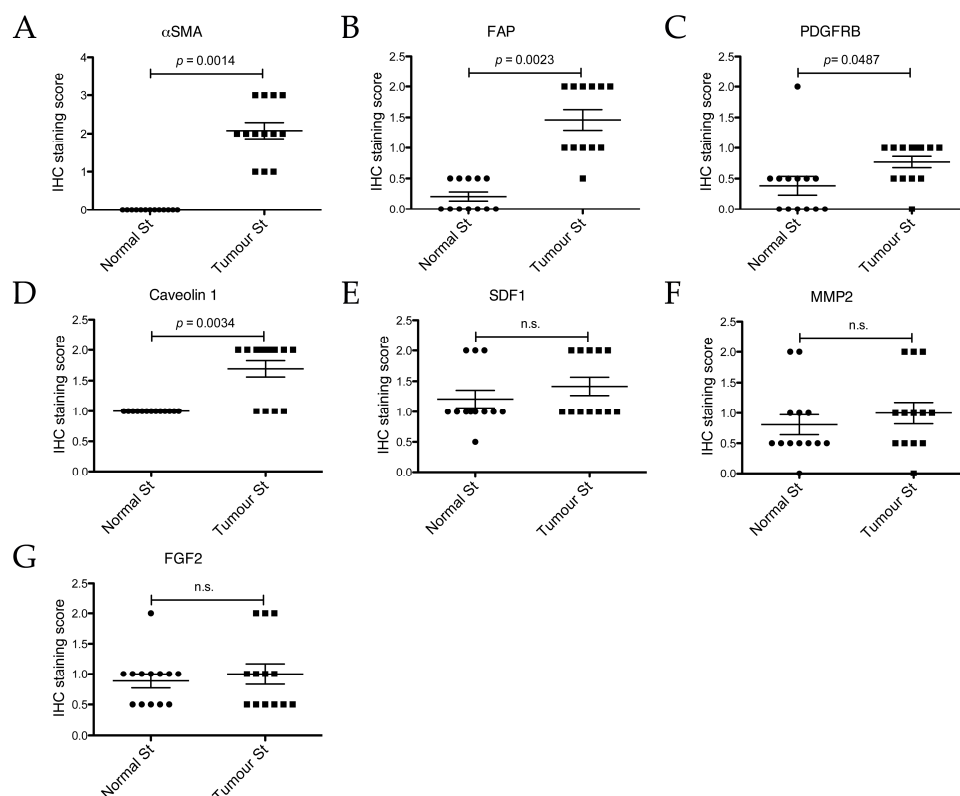 A
αSMA
p = 0.0014
IHC staining score
4
3
2
1
0
Normal St
Tumour St
B
FAP
p = 0.0023
IHC staining score
2.5
2.0
1.5
1.0
0.5
0.0
Normal St
Tumour St
C
PDGFRB
p= 0.0487
IHC staining score
2.5
2.0
1.5
1.0
0.5
0.0
Normal St
Tumour St
D
Caveolin 1
p = 0.0034
IHC staining score
2.5
2.0
1.5
1.0
0.5
0.0
Normal St
Tumour St
E
SDF1
n.s.
IHC staining score
2.5
2.0
1.5
1.0
0.5
0.0
Normal St
Tumour St
F
MMP2
n.s.
IHC staining score
2.5
2.0
1.5
1.0
0.5
0.0
Normal St
Tumour St
G
FGF2
n.s.
IHC staining score
2.5
2.0
1.5
1.0
0.5
0.0
Normal St
Tumour St